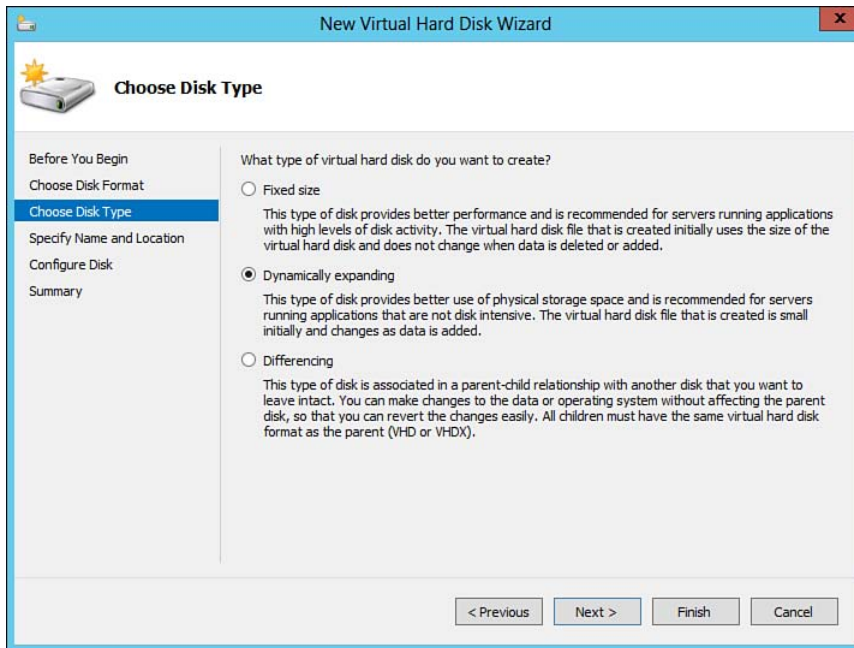 New Virtual Hard Disk Wizard
X
Choose Disk Type
Before You Begin
Choose Disk Format
Choose Disk Type
Specify Name and Location
Configure Disk
Summary
What type of virtual hard disk do you want to create?
Fixed size
This type of disk provides better performance and is recommended for servers running applications
with high levels of disk activity. The virtual hard disk file that is created initially uses the size of the
virtual hard disk and does not change when data is deleted or added.
Dynamically expanding
This type of disk provides better use of physical storage space and is recommended for servers
running applications that are not disk intensive. The virtual hard disk file that is created is small
initially and changes as data is added.
Differencing
This type of disk is associated in a parent-child relationship with another disk that you want to
leave intact. You can make changes to the data or operating system without affecting the parent
disk, so that you can revert the changes easily. All children must have the same virtual hard disk
format as the parent (VHD or VHDX).
< Previous
Next >
Finish
Cancel